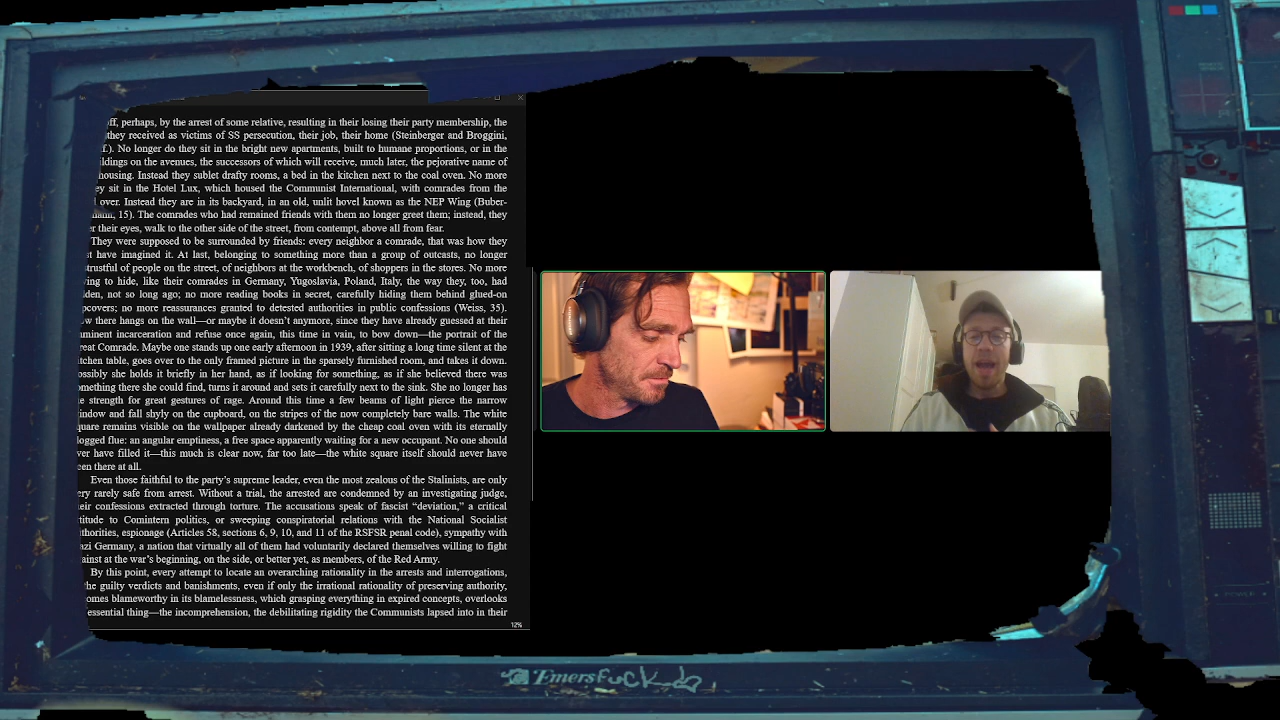 off, perhaps, by the arrest of some relative, resulting in their losing their party membership, the
they received as victims of SS persecution, their job, their home (Steinberger and Broggini,
No longer do they sit in the bright new apartments, built to humane proportions, or in the
on the avenues, the successors of which will receive, much later, the pejorative name of
housing. Instead they sublet drafty rooms, a bed in the kitchen next to the coal oven. No more
sit in the Hotel Lux, which housed the Communist International, with comrades from the
over. Instead they are in its backyard, in an old, unlit hovel known as the NEP Wing (Buber-
15). The comrades who had remained friends with them no longer greet them; instead, they
their eyes, walk to the other side of the street, from contempt, above all from fear.
They were supposed to be surrounded by friends: every neighbor a comrade, that was how they
have imagined it. At last, belonging to something more than a group of outcasts, no longer
of people on the street, of neighbors at the workbench, of shoppers in the stores. No more
to hide, like their comrades in Germany, Yugoslavia, Poland, Italy, the way they, too, had
not so long ago; no more reading books in secret, carefully hiding them behind glued-on
no more reassurances granted to detested authorities in public confessions (Weiss, 35).
there hangs on the wall—or maybe it doesn’t anymore, since they have already guessed at their
incarceration and refuse once again, this time in vain, to bow down—the portrait of the
Comrade. Maybe one stands up one early afternoon in 1939, after sitting a long time silent at the
table, goes over to the only framed picture in the sparsely furnished room, and takes it down.
she holds it briefly in her hand, as if looking for something, as if she believed there was
there she could find, turns it around and sets it carefully next to the sink. She no longer has
strength for great gestures of rage. Around this time a few beams of light pierce the narrow
and fall shyly on the cupboard, on the stripes of the now completely bare walls. The white
remains visible on the wallpaper already darkened by the cheap coal oven with its eternally
flue: an angular emptiness, a free space apparently waiting for a new occupant. No one should
have filled it—this much is clear now, far too late—the white square itself should never have
there at all.
Even those faithful to the party’s supreme leader, even the most zealous of the Stalinists, are only
rarely safe from arrest. Without a trial, the arrested are condemned by an investigating judge,
confessions extracted through torture. The accusations speak of fascist “deviation,” a critical
to Comintern politics, or sweeping conspiratorial relations with the National Socialist
espionage (Articles 58, sections 6, 9, 10, and 11 of the RSFSR penal code), sympathy with
Germany, a nation that virtually all of them had voluntarily declared themselves willing to fight
at the war’s beginning, on the side, or better yet, as members, of the Red Army.
By this point, every attempt to locate an overarching rationality in the arrests and interrogations,
the guilty verdicts and banishments, even if only the irrational rationality of preserving authority,
blameworthy in its blamelessness, which grasping everything in expired concepts, overlooks
essential thing—the incomprehension, the debilitating rigidity the Communists lapsed into in their
12%
POWER